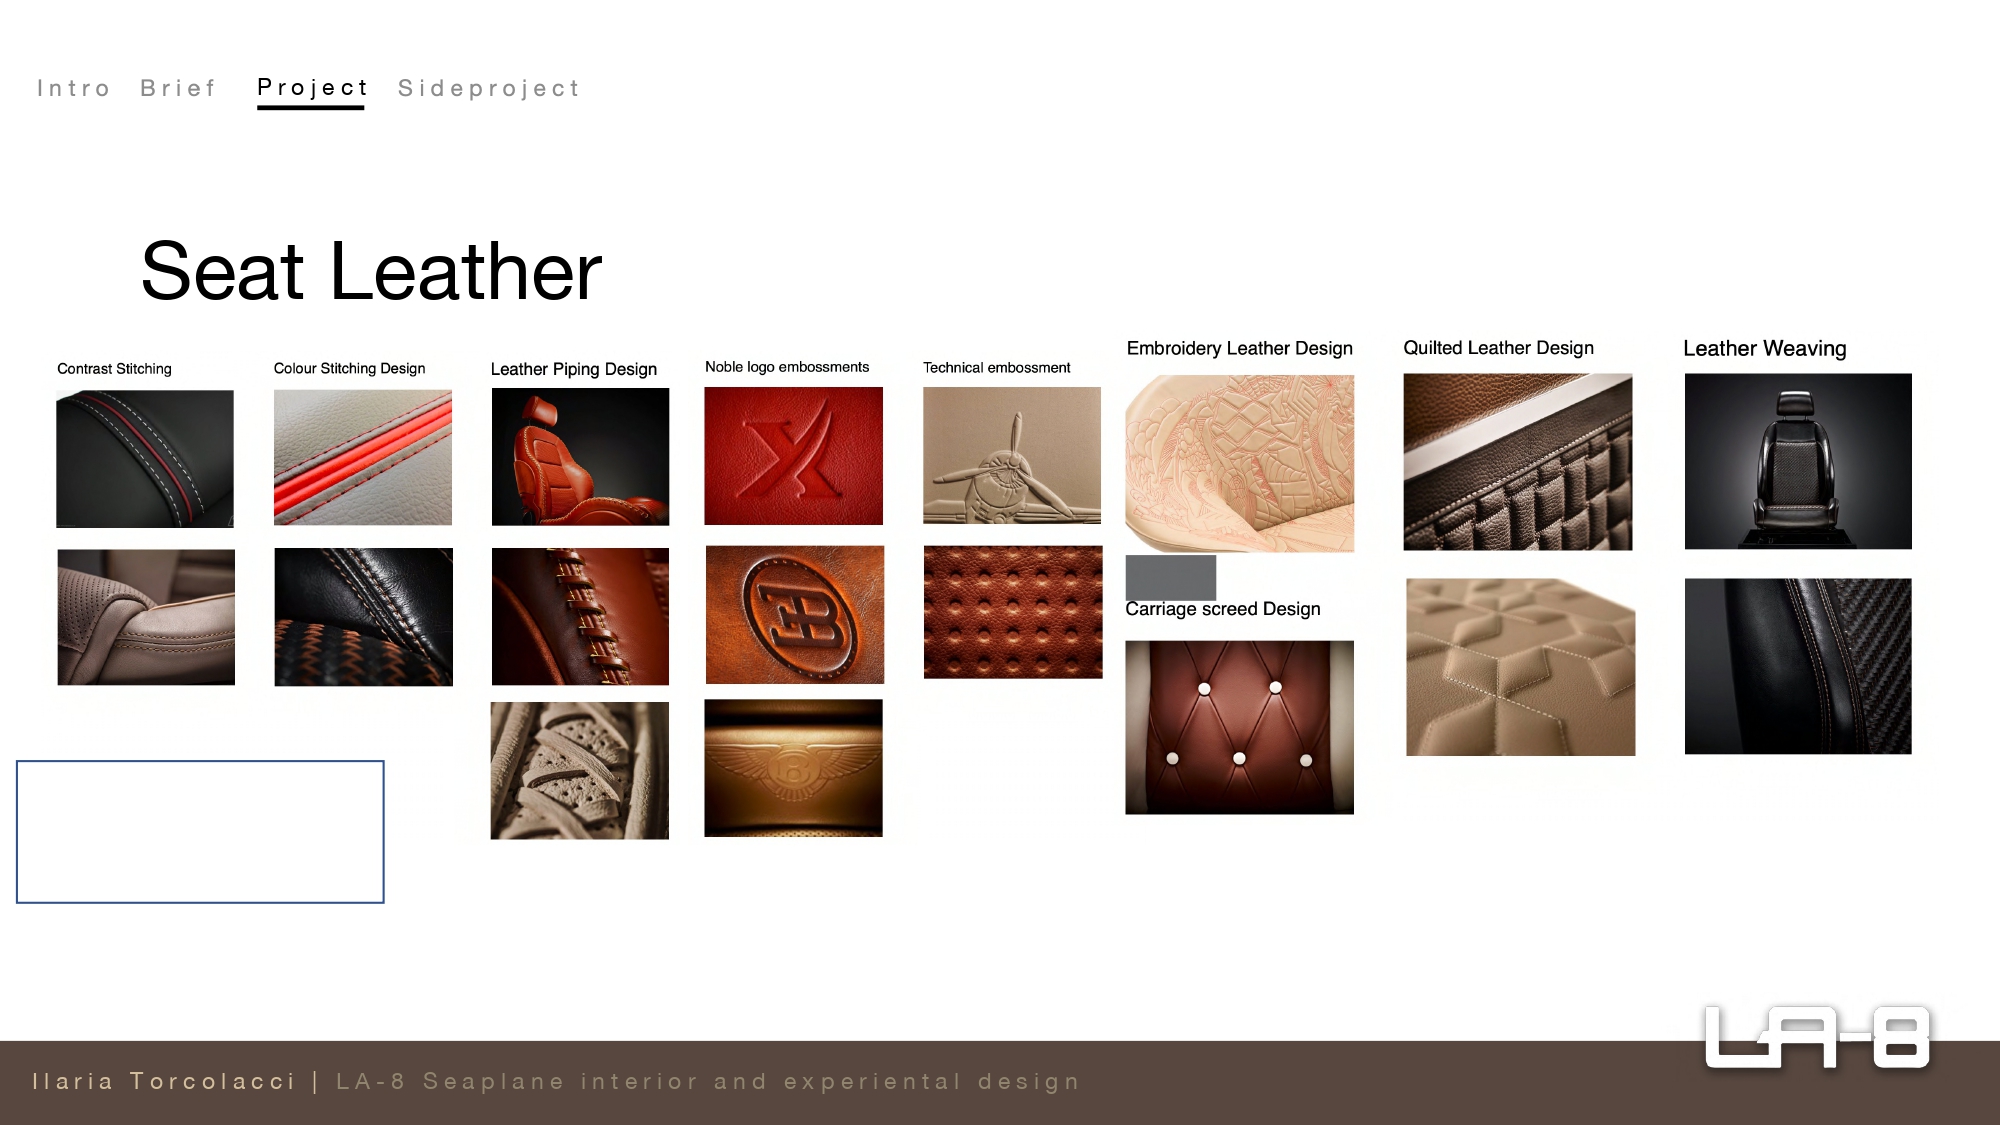 Intro Brief Project Sideproject
Seat Leather
Contrast Stitching
Colour Stitching Design
Leather Piping Design
Noble logo embossments
Technical embossment
Embroidery Leather Design
Quilted Leather Design
Leather Weaving
Carriage screed Design
LA-8
Ilaria Torcolacci | LA-8 Seaplane interior and experiental design